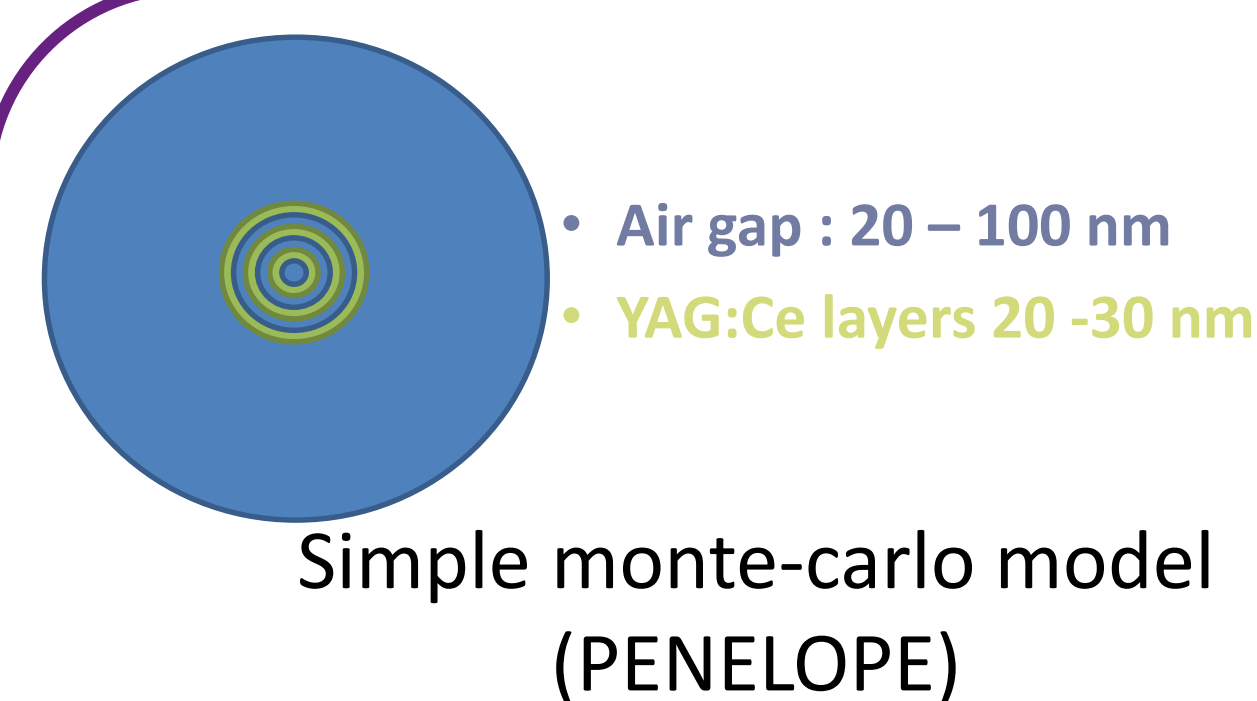 • Air gap : 20 – 100 nm
• YAG:Ce layers 20 -30 nm
Simple monte-carlo model
(PENELOPE)